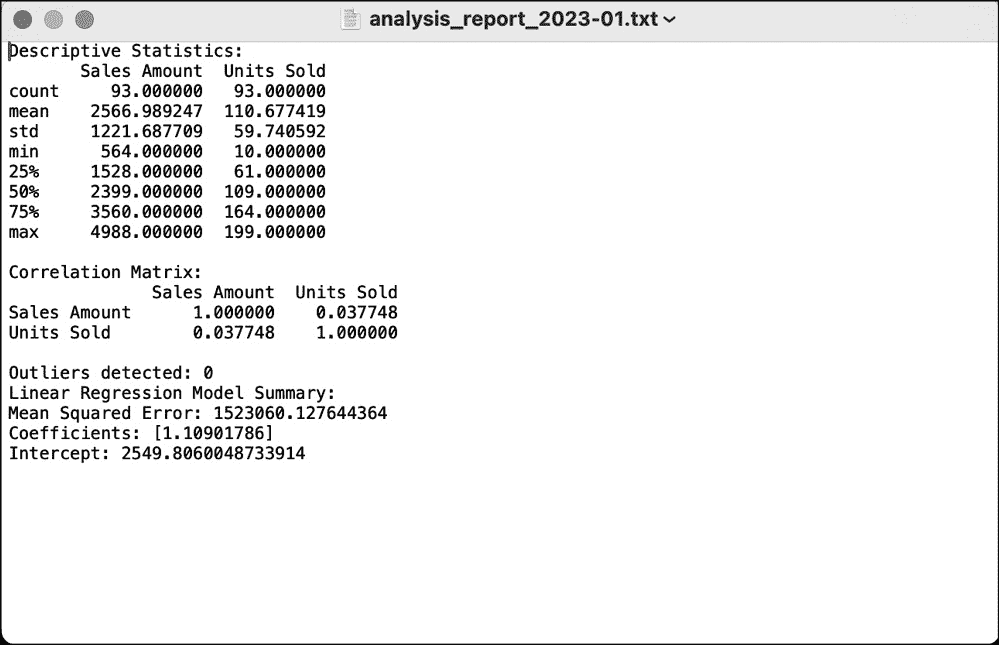 analysis_report_2023-01.txt
Descriptive Statistics:
Sales Amount Units Sold
count 93.000000 93.000000
mean 2566.989247 110.677419
std 1221.687709 59.740592
min 564.000000 10.000000
25% 1528.000000 61.000000
50% 2399.000000 109.000000
75% 3560.000000 164.000000
max 4988.000000 199.000000
Correlation Matrix:
Sales Amount Units Sold
Sales Amount 1.000000 0.037748
Units Sold 0.037748 1.000000
Outliers detected: 0
Linear Regression Model Summary:
Mean Squared Error: 1523060.127644364
Coefficients: [1.10901786]
Intercept: 2549.8060048733914